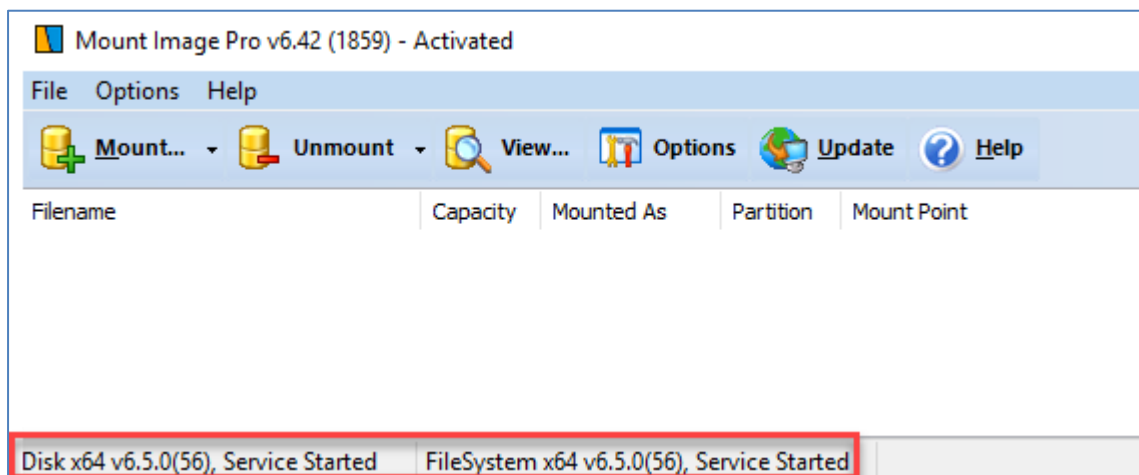 Mount Image Pro v6.42 (1859) - Activated
File Options Help
Mount... Unmount View... Options Update Help
Filename Capacity Mounted As Partition Mount Point
Disk x64 v6.5.0(56), Service Started FileSystem x64 v6.5.0(56), Service Started